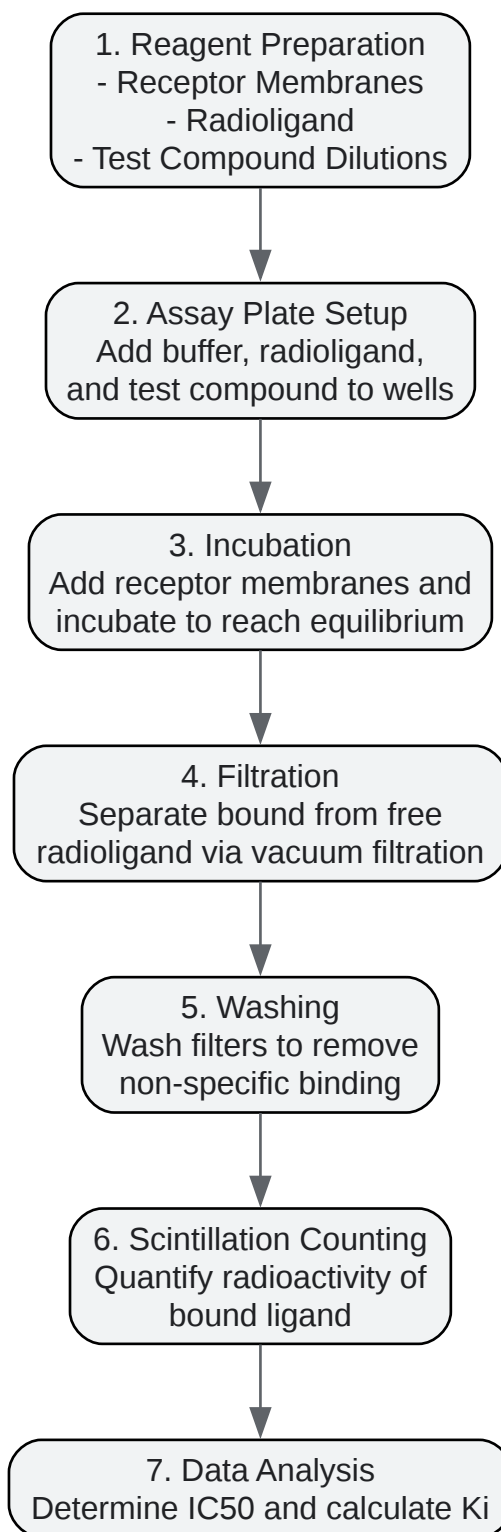 1. Reagent Preparation
- Receptor Membranes
- Radioligand
- Test Compound Dilutions
2. Assay Plate Setup
Add buffer, radioligand,
and test compound to wells
3. Incubation
Add receptor membranes and
incubate to reach equilibrium
4. Filtration
Separate bound from free
radioligand via vacuum filtration
5. Washing
Wash filters to remove
non-specific binding
6. Scintillation Counting
Quantify radioactivity of
bound ligand
7. Data Analysis
Determine IC50 and calculate Ki